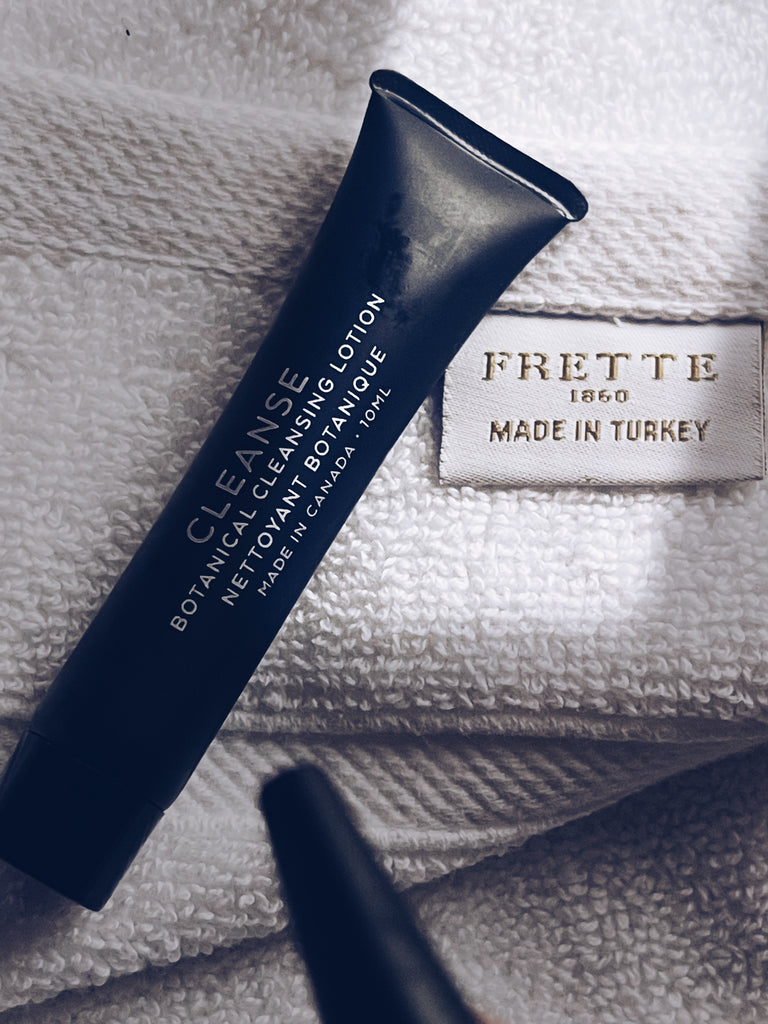 CLEANSE
BOTANICAL CLEANSING LOTION
NETTOYANT BOTANIQUE
MADE IN CANADA • 10ML
FRETTE
1860
MADE IN TURKEY